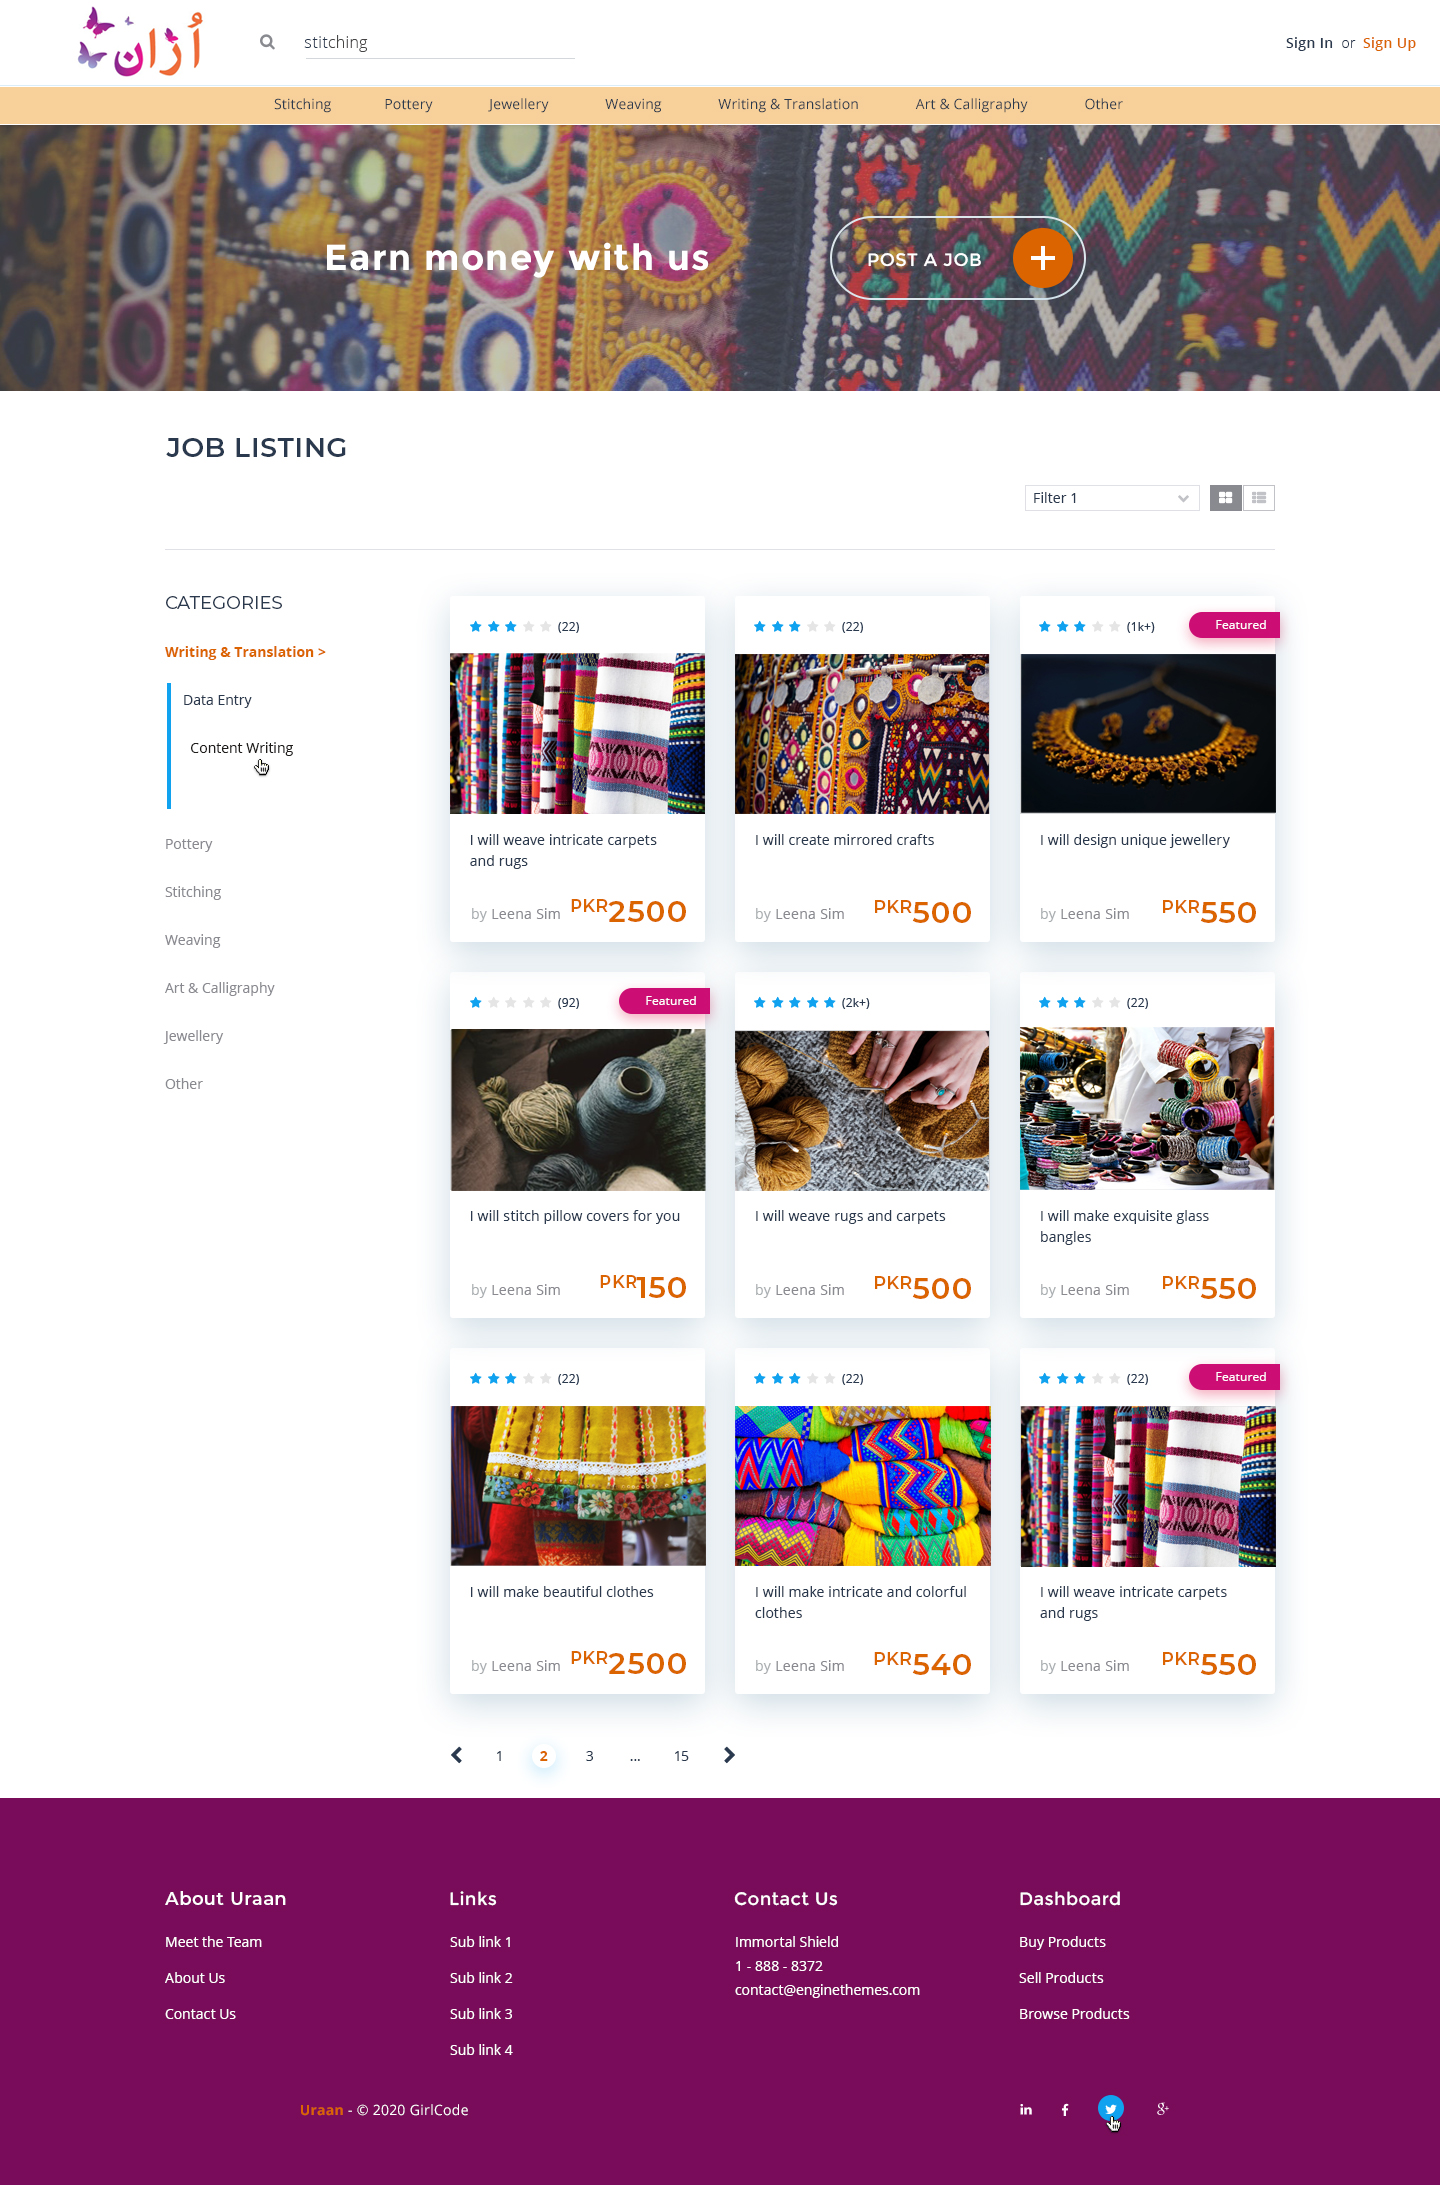 أڑان
stitching
Sign In or Sign Up
Stitching Pottery Jewellery Weaving Writing & Translation Art & Calligraphy Other
Earn money with us
POST A JOB
JOB LISTING
Filter 1
CATEGORIES
Writing & Translation >
Data Entry
Content Writing
Pottery
Stitching
Weaving
Art & Calligraphy
Jewellery
Other
(22)
I will weave intricate carpets
and rugs
by Leena Sim PKR2500
(22)
I will create mirrored crafts
by Leena Sim PKR500
(1k+) Featured
I will design unique jewellery
by Leena Sim PKR550
(92) Featured
I will stitch pillow covers for you
by Leena Sim PKR150
(2k+)
I will weave rugs and carpets
by Leena Sim PKR500
(22)
I will make exquisite glass
bangles
by Leena Sim PKR550
(22)
I will make beautiful clothes
by Leena Sim PKR2500
(22)
I will make intricate and colorful
clothes
by Leena Sim PKR540
(22) Featured
I will weave intricate carpets
and rugs
by Leena Sim PKR550
1 2 3 ... 15
About Uraan
Meet the Team
About Us
Contact Us
Links
Sub link 1
Sub link 2
Sub link 3
Sub link 4
Contact Us
Immortal Shield
1 - 888 - 8372
contact@enginethemes.com
Dashboard
Buy Products
Sell Products
Browse Products
Uraan - © 2020 GirlCode